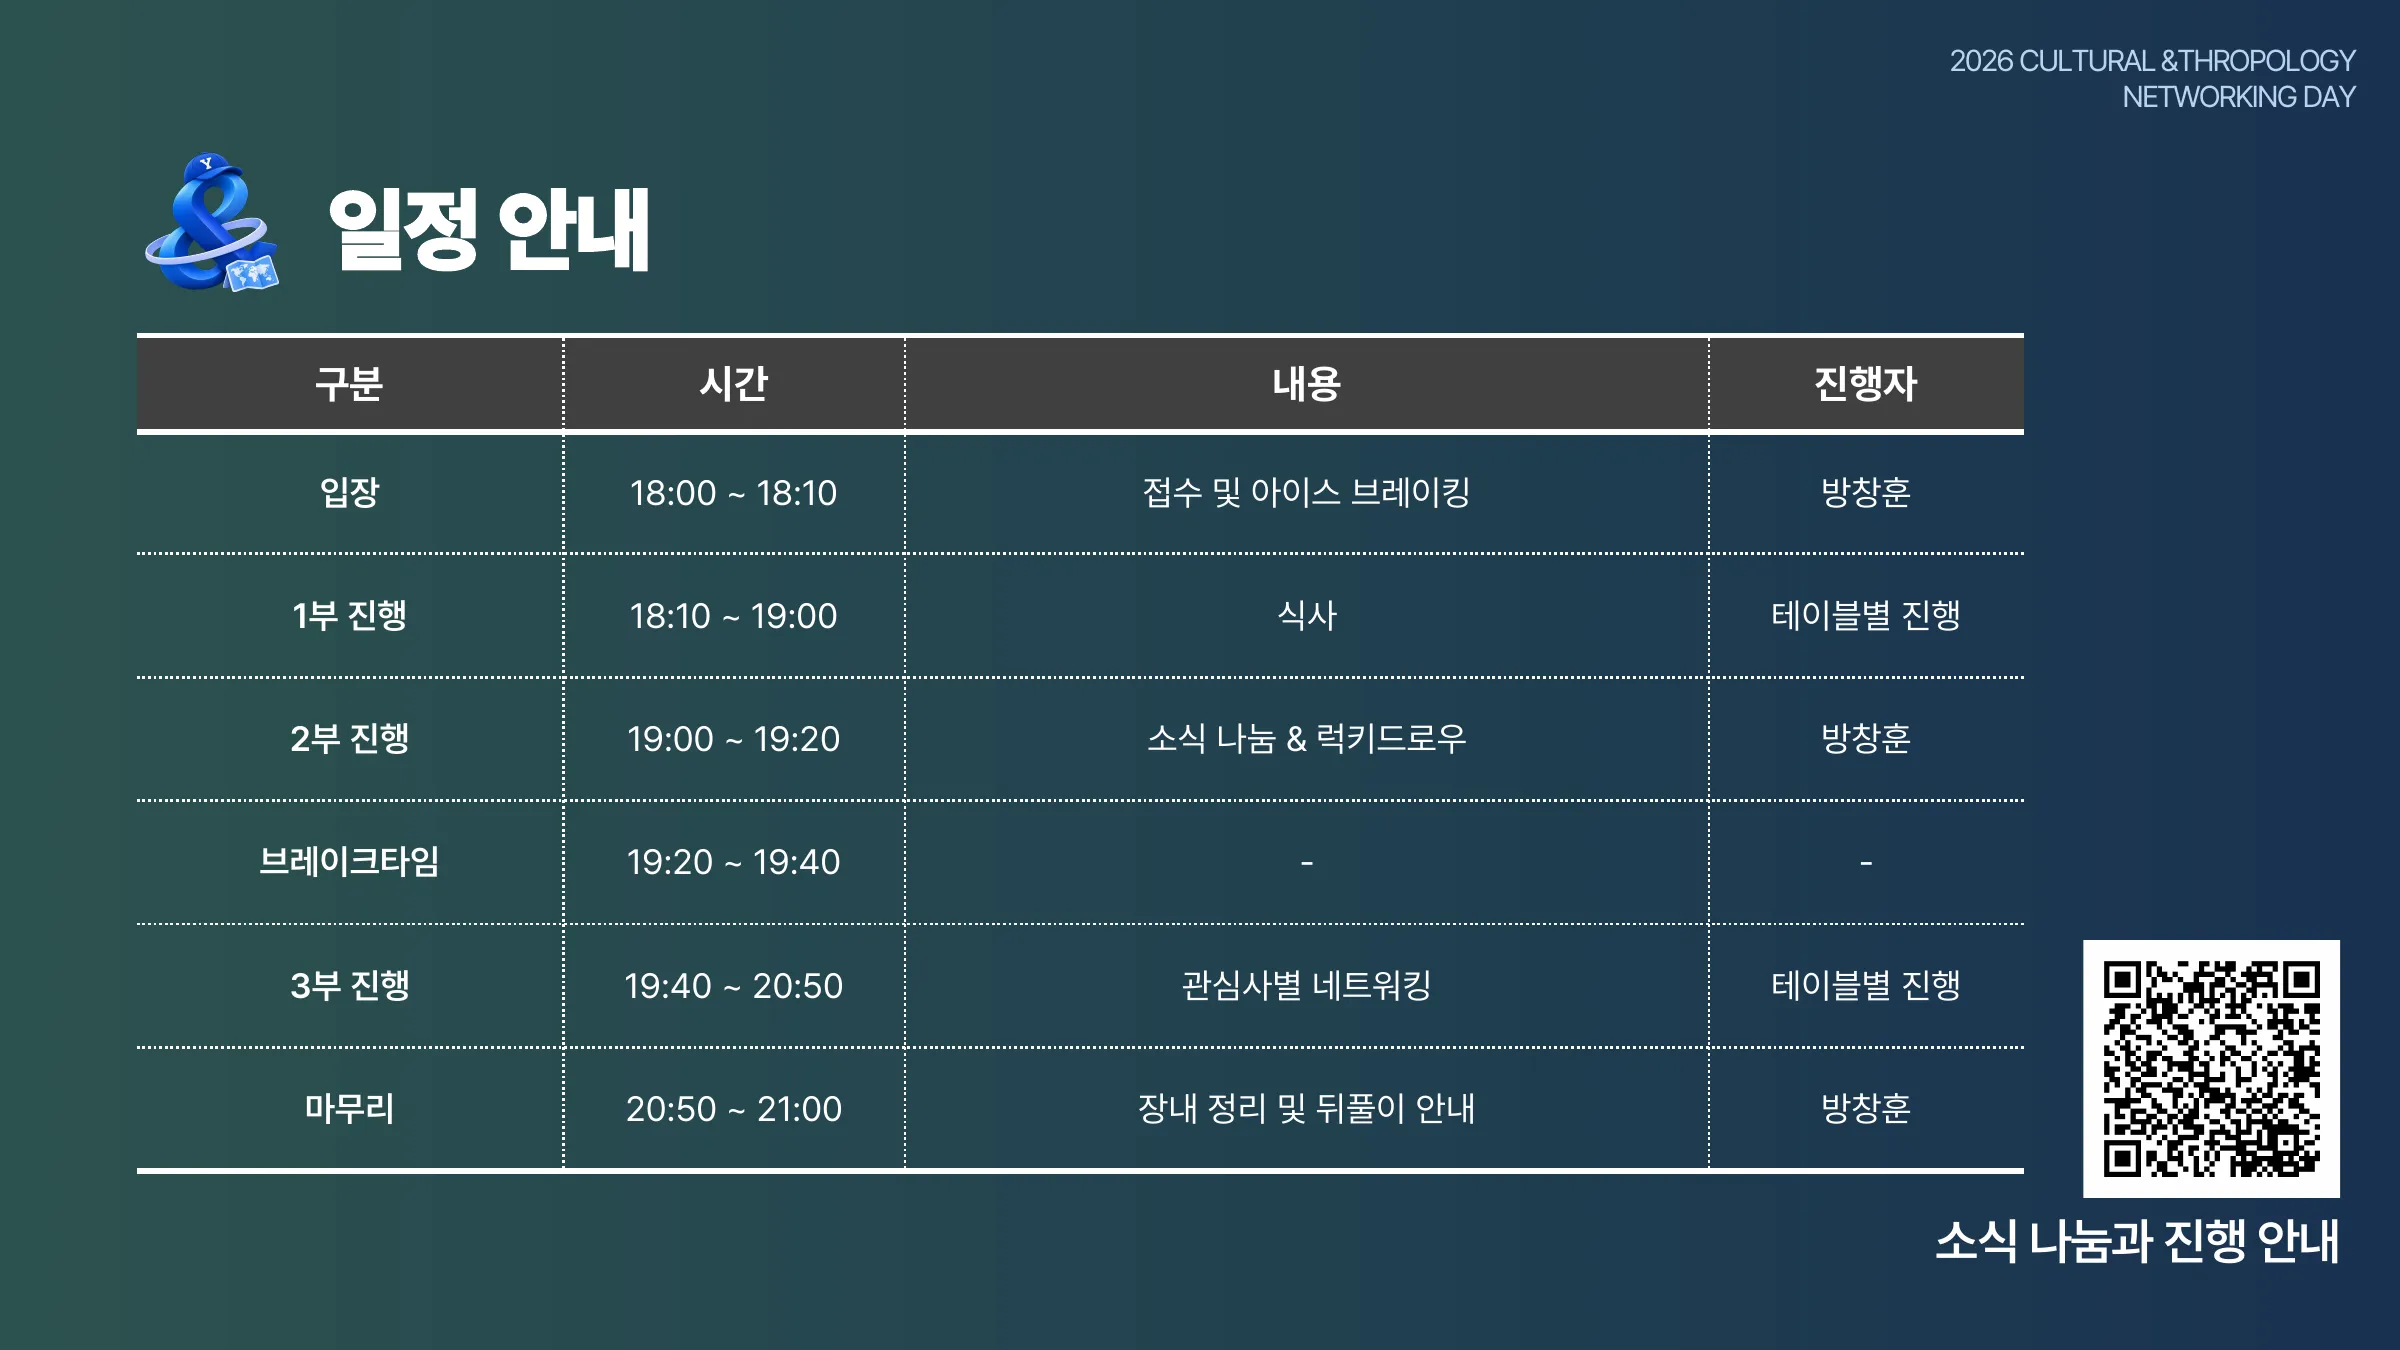 2026 CULTURAL &THROPOLOGY
NETWORKING DAY
Y
일정 안내
구분 시간 내용 진행자
입장 18:00 ~ 18:10 접수 및 아이스 브레이킹 방창훈
1부 진행 18:10 ~ 19:00 식사 테이블별 진행
2부 진행 19:00 ~ 19:20 소식 나눔 & 럭키드로우 방창훈
브레이크타임 19:20 ~ 19:40 - -
3부 진행 19:40 ~ 20:50 관심사별 네트워킹 테이블별 진행
마무리 20:50 ~ 21:00 장내 정리 및 뒤풀이 안내 방창훈
소식 나눔과 진행 안내